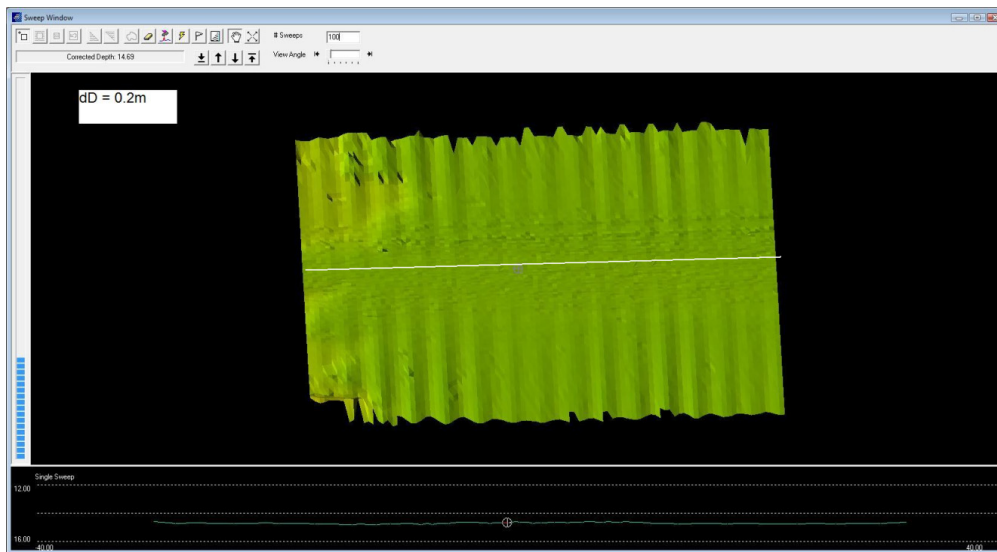 Sweep Window
# Sweeps 100
Corrected Depth: 14.69
View Angle
dD = 0.2m
Single Sweep
12.00
16.00
-40.00 40.00